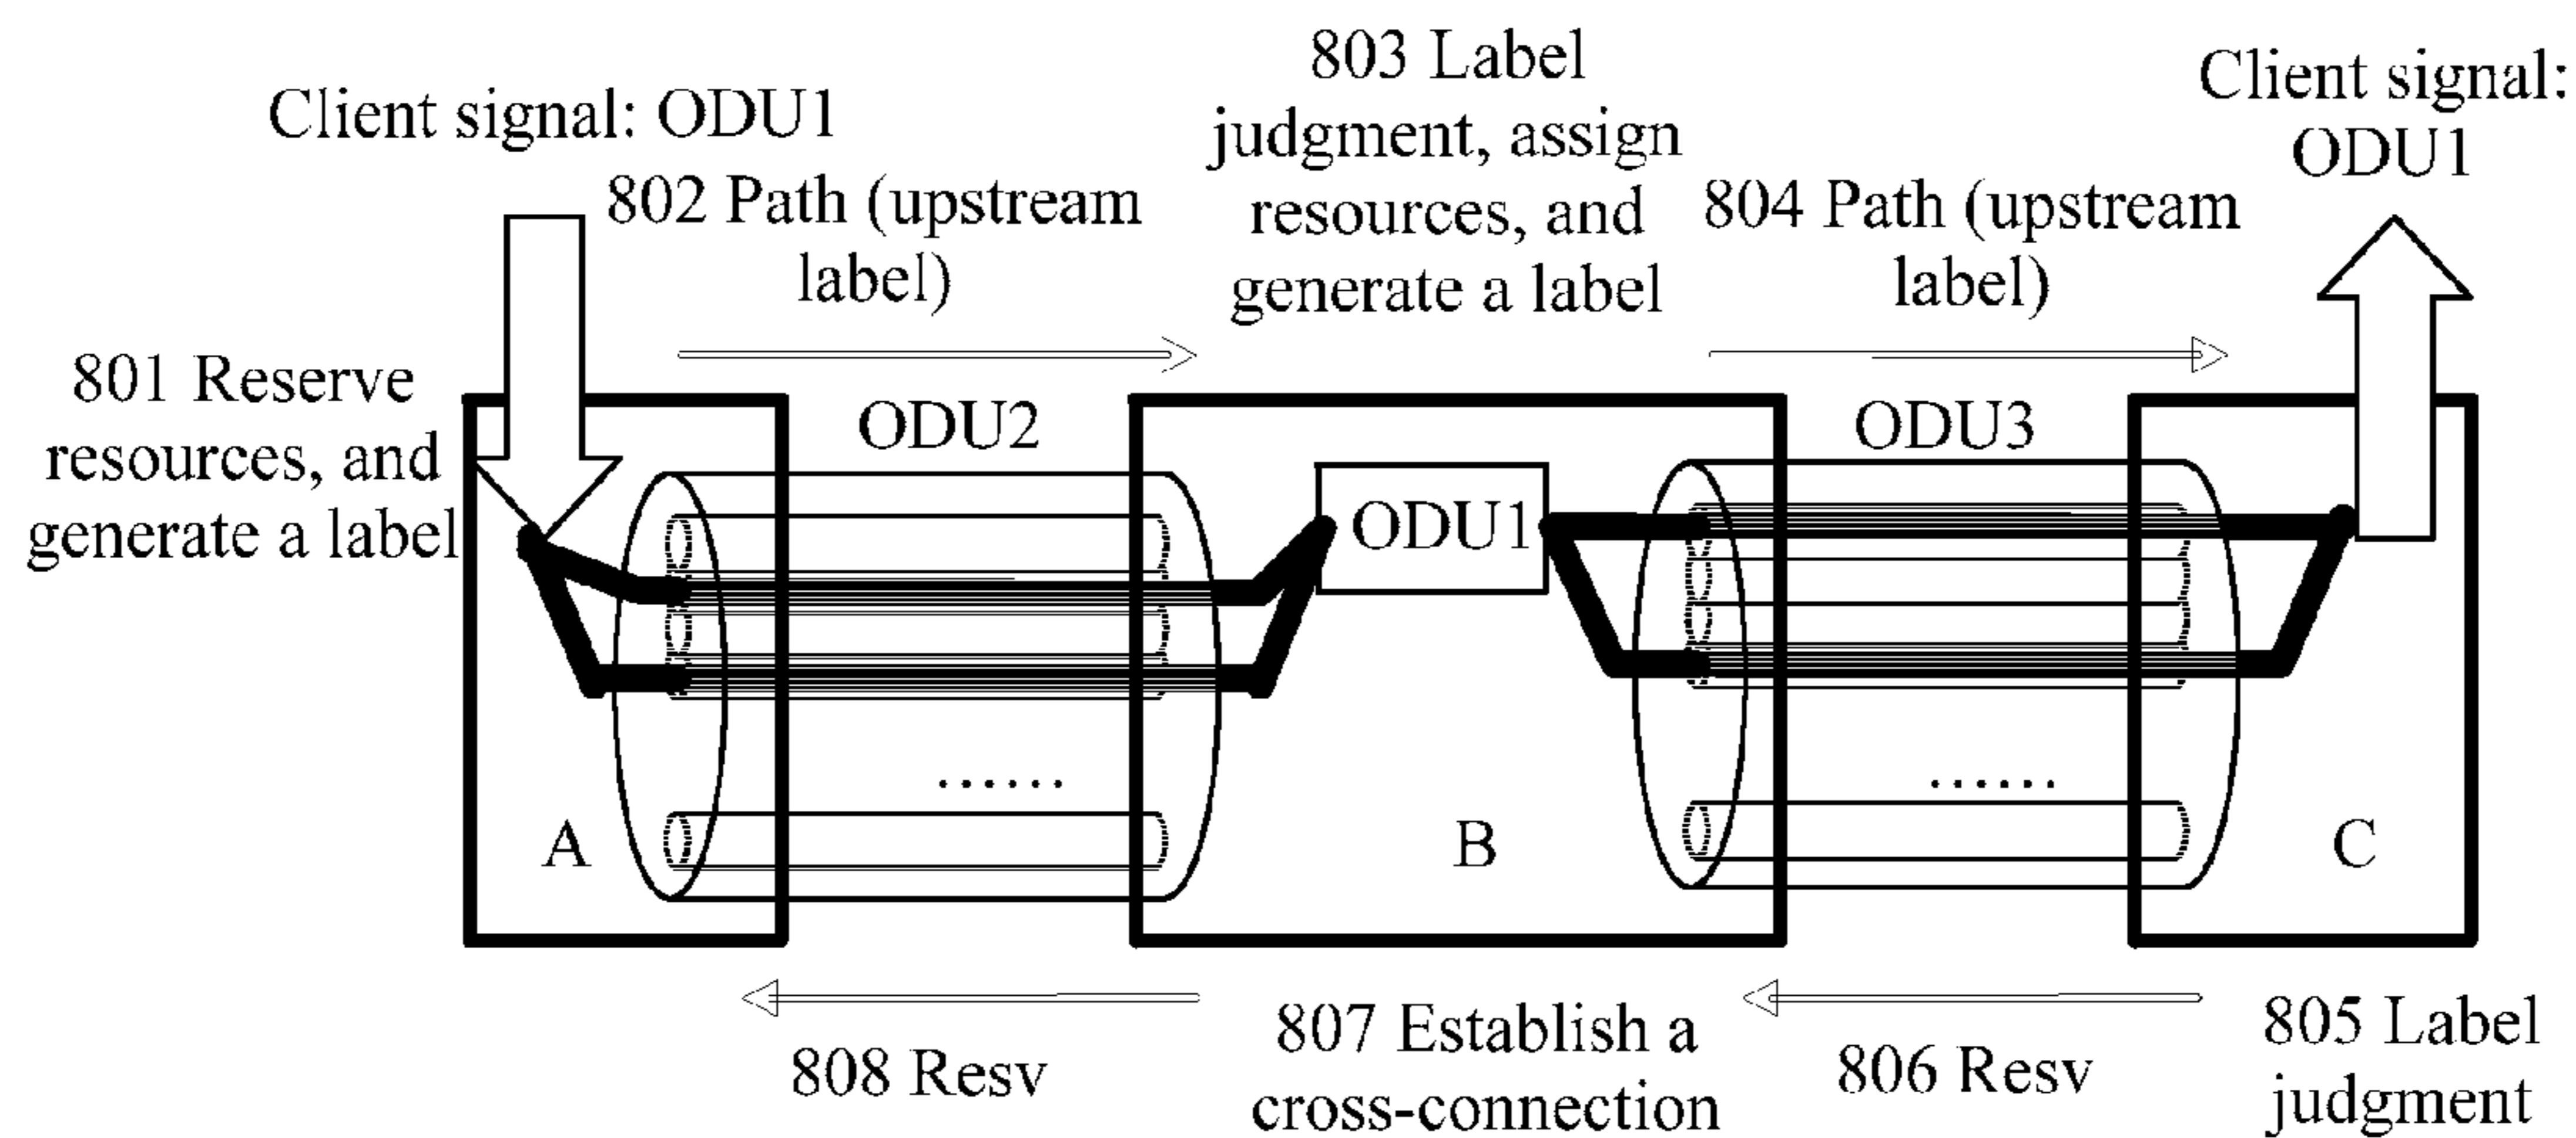 Client signal: ODU1
802 Path (upstream
label)
803 Label
judgment, assign
resources, and
generate a label
804 Path (upstream
label)
Client signal:
ODU1
801 Reserve
resources, and
generate a label
ODU2
ODU1
ODU3
......
......
A
B
C
808 Resv
807 Establish a
cross-connection
806 Resv
805 Label
judgment